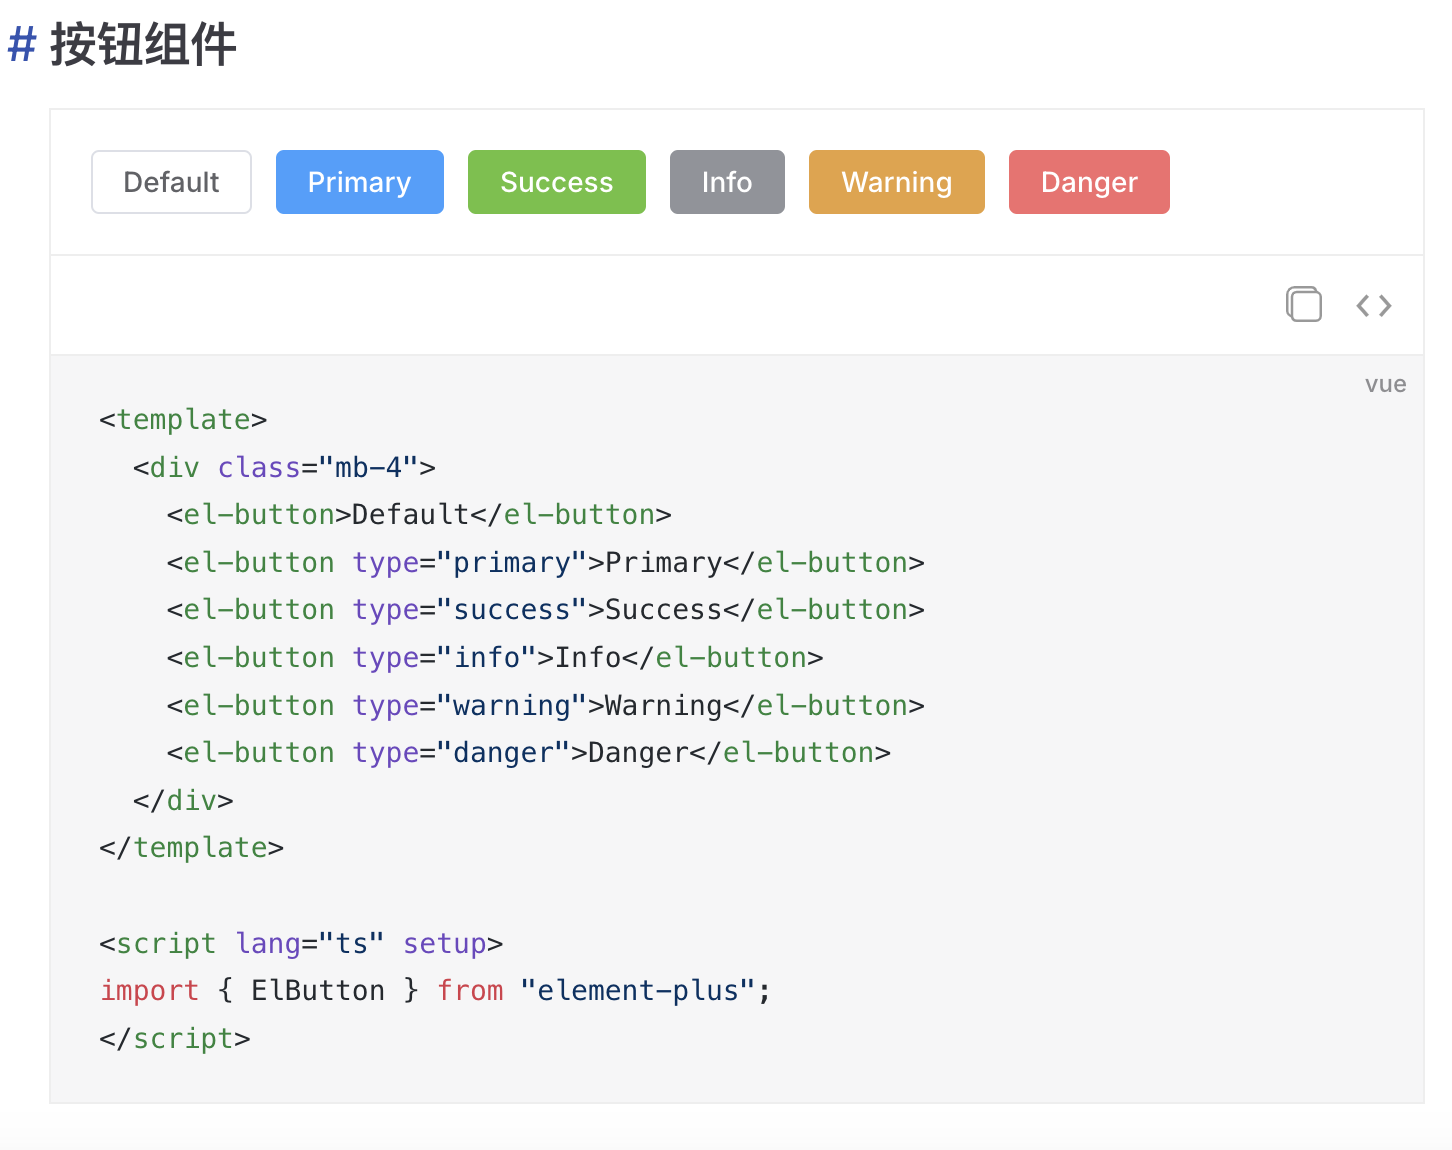 # 按钮组件
Default Primary Success Info Warning Danger
vue
<template>
  <div class="mb-4">
    <el-button>Default</el-button>
    <el-button type="primary">Primary</el-button>
    <el-button type="success">Success</el-button>
    <el-button type="info">Info</el-button>
    <el-button type="warning">Warning</el-button>
    <el-button type="danger">Danger</el-button>
  </div>
</template>

<script lang="ts" setup>
import { ElButton } from "element-plus";
</script>